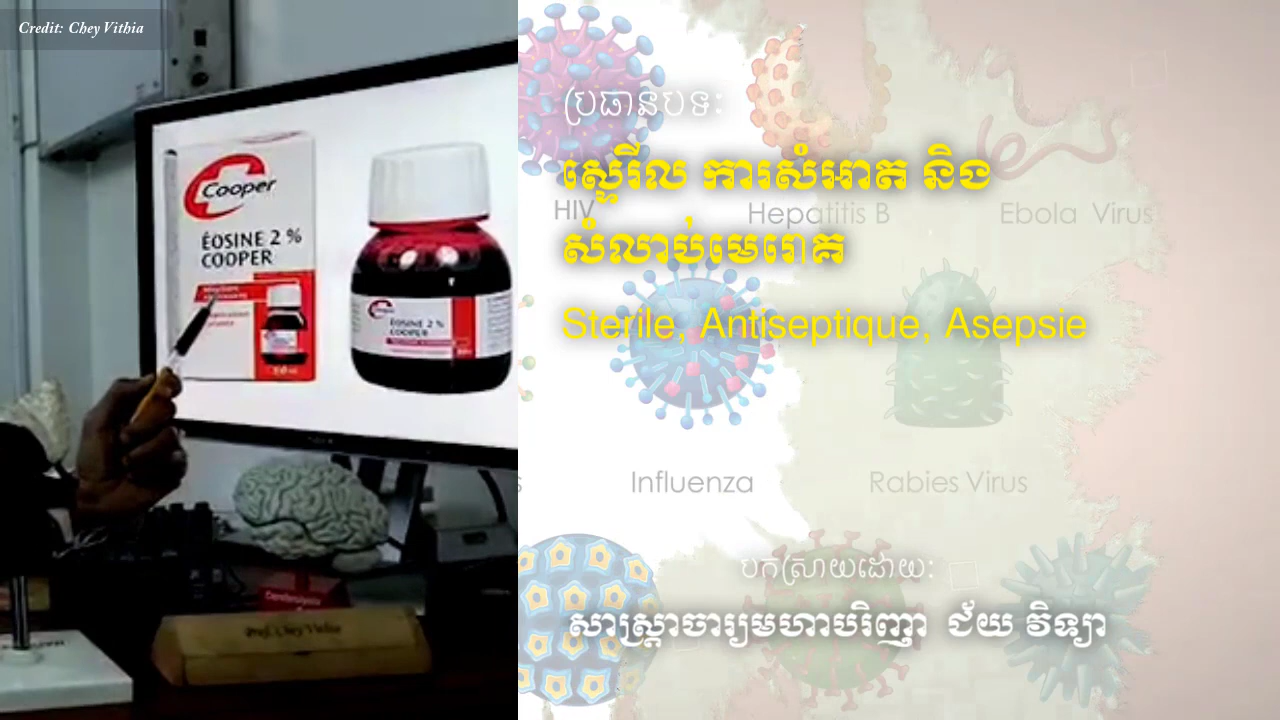 Credit: Chey Vithia
Cooper
ÉOSINE 2 %
COOPER
ÉOSINE 2 %
COOPER
Prof. Chey Vithia
ប្រធានបទ:
ស្ទើរីល ការសំអាត និង
សំលាប់មេរោគ
Sterile, Antiseptique, Asepsie
HIV
Hepatitis B
Ebola Virus
Influenza
Rabies Virus
បកស្រាយដោយ:
សាស្ត្រាចារ្យមហាបរិញ្ញា ជ័យ វិទ្យា